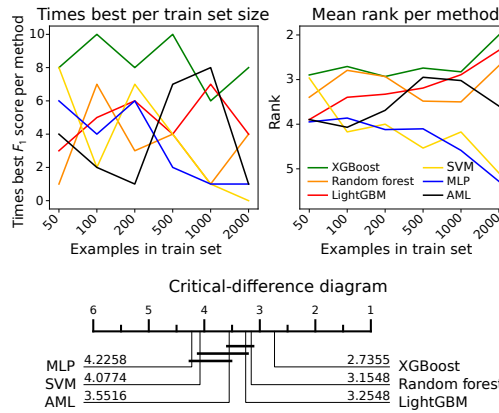 Times best per train set size
Times best F1 score per method
10
8
6
4
2
0
50
100
200
500
1000
2000
Examples in train set
Mean rank per method
Rank
2
3
4
5
XGBoost
Random forest
LightGBM
SVM
MLP
AML
50
100
200
500
1000
2000
Examples in train set
Critical-difference diagram
6 5 4 3 2 1
MLP 4.2258
SVM 4.0774
AML 3.5516
2.7355 XGBoost
3.1548 Random forest
3.2548 LightGBM